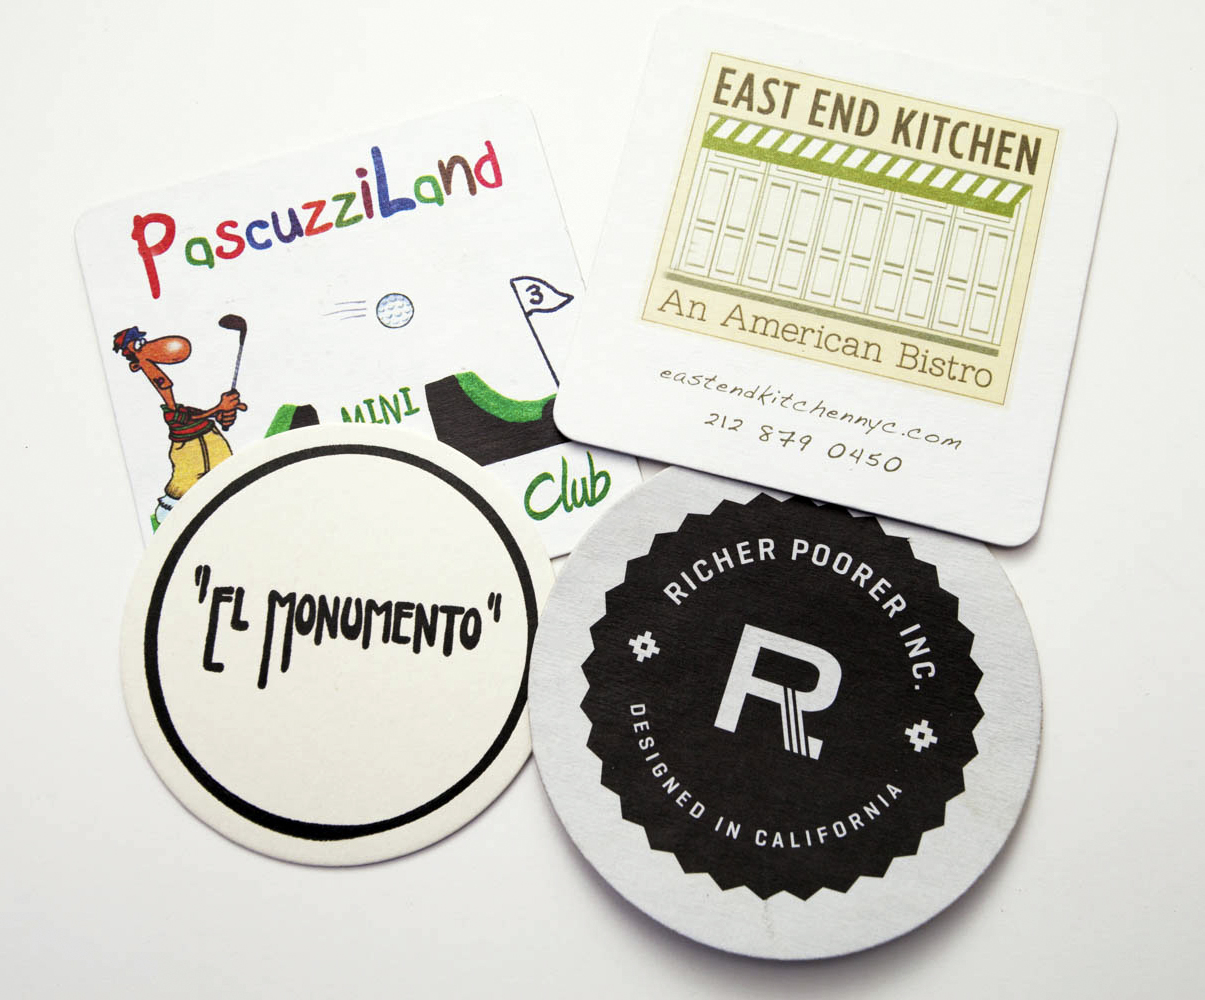 PascuzziLand
3
MINI
Club
EAST END KITCHEN
An American Bistro
eastendkitchennyc.com
212 879 0450
"EL MONUMENTO"
RICHER POORER INC.
R
DESIGNED IN CALIFORNIA